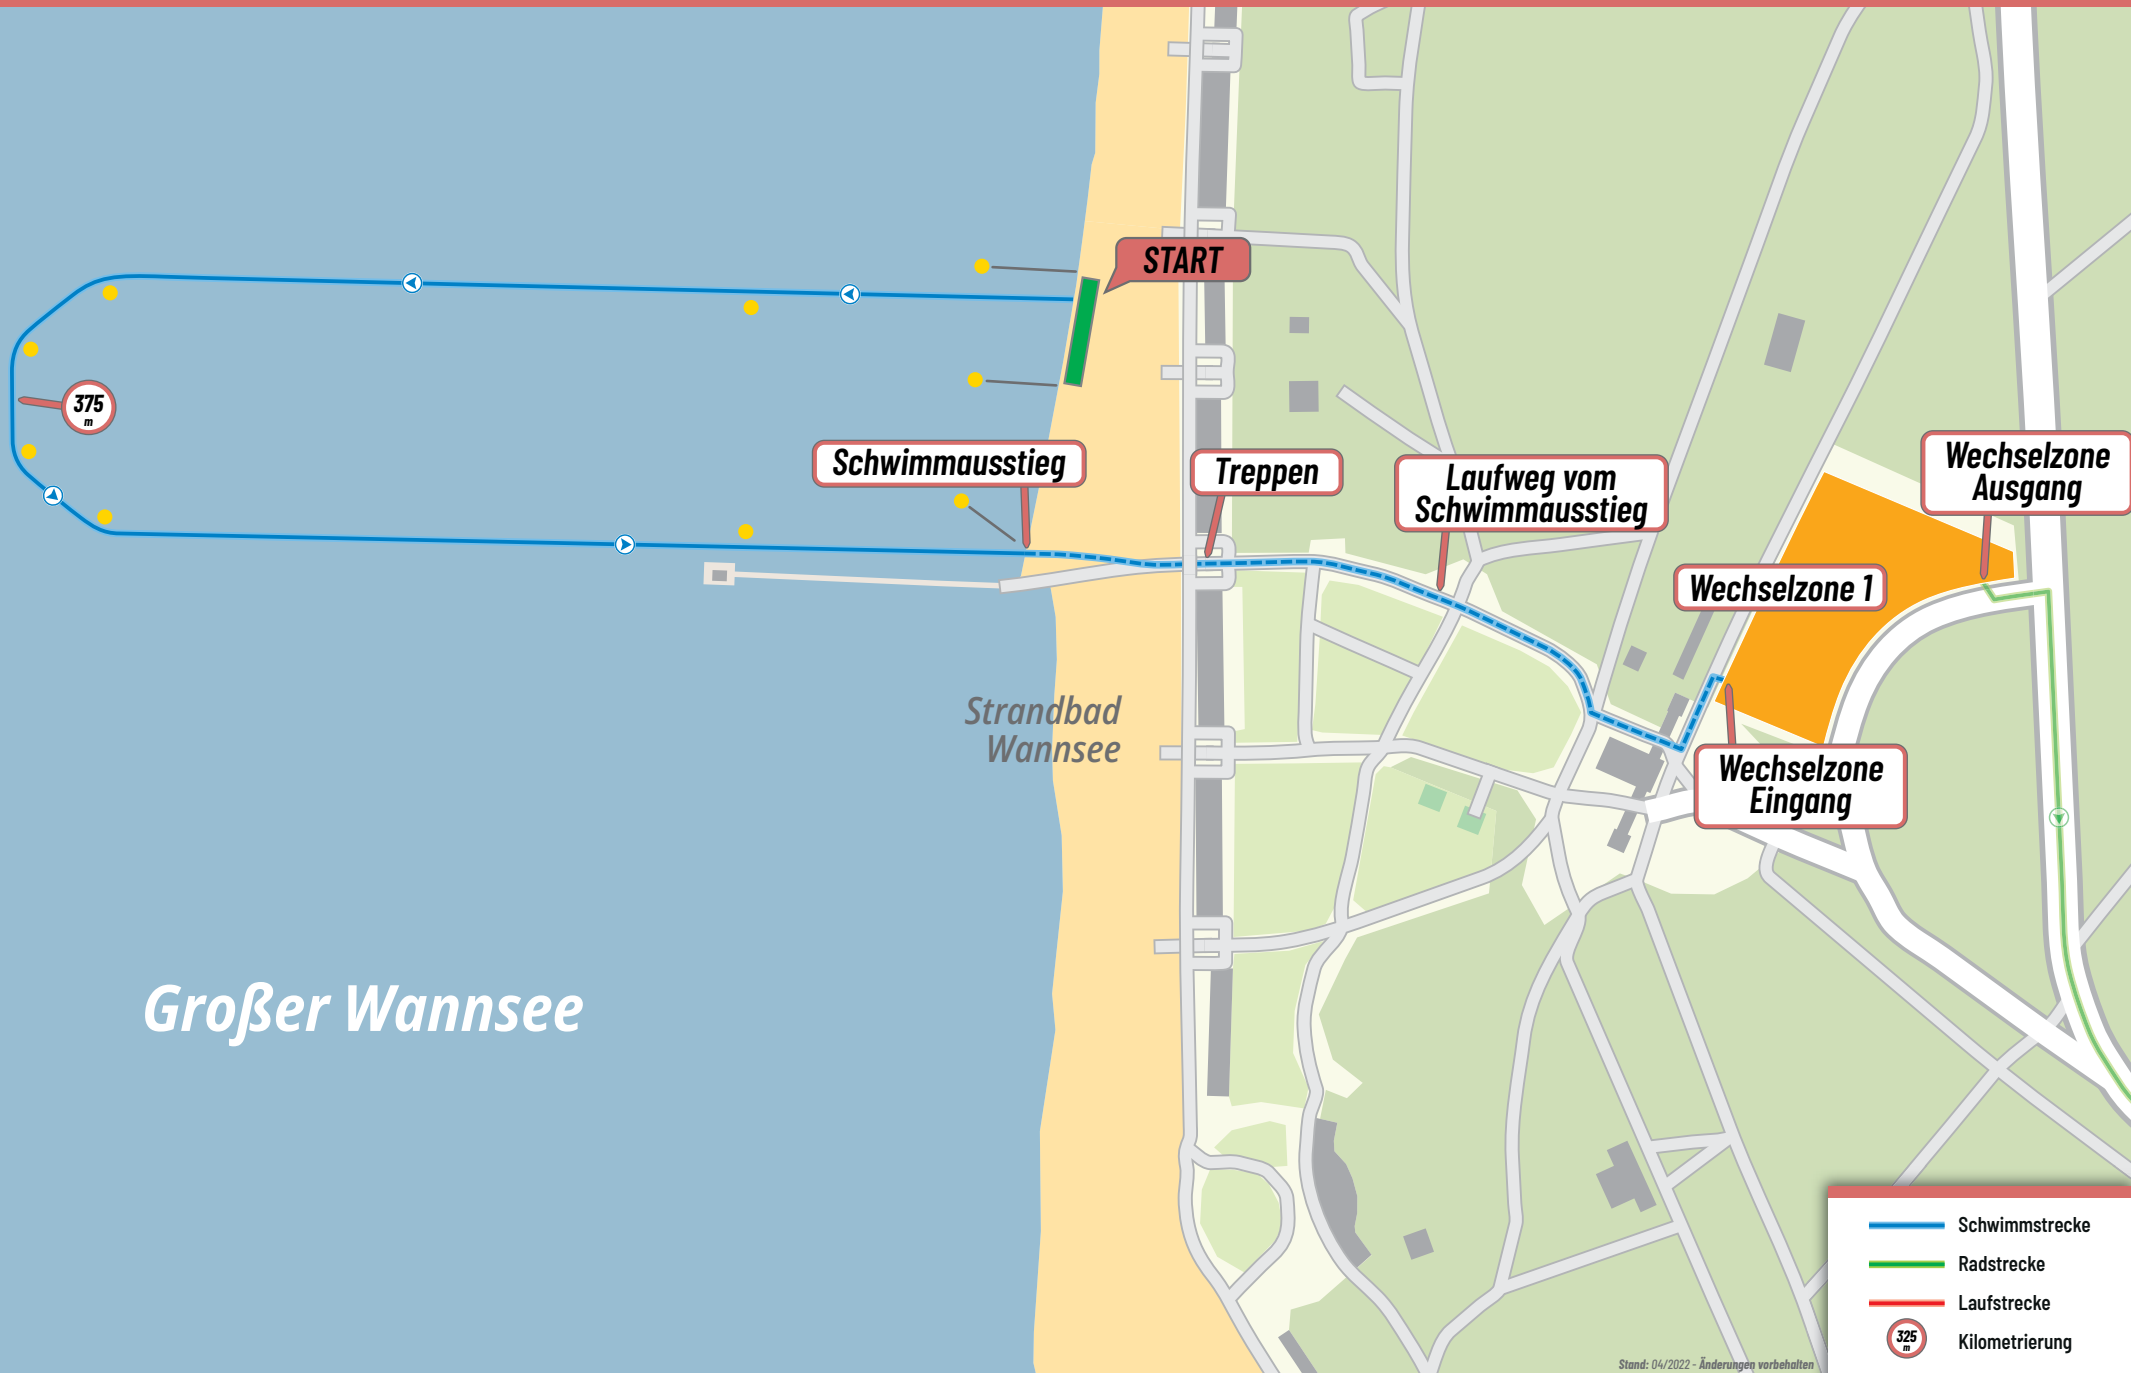 START
375
m
Schwimmausstieg
Treppen
Laufweg vom
Schwimmausstieg
Wechselzone
Ausgang
Wechselzone 1
Wechselzone
Eingang
Strandbad
Wannsee
Großer Wannsee
Schwimmstrecke
Radstrecke
Laufstrecke
325
m
Kilometrierung
Stand: 04/2022 - Änderungen vorbehalten